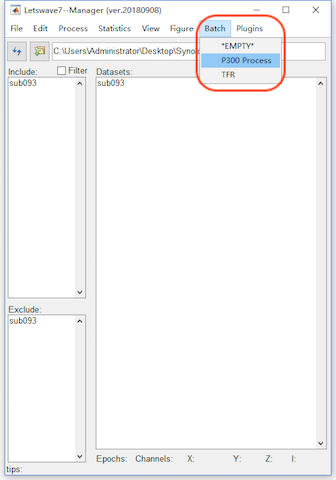 Letswave7--Manager (ver.20180908)
File Edit Process Statistics View Figure Batch Plugins
C:\Users\Administrator\Desktop\Synolo
*EMPTY*
P300 Process
TFR
Include: Filter Datasets:
sub093 sub093
Exclude:
sub093
Epochs: Channels: X: Y: Z: I:
tips: